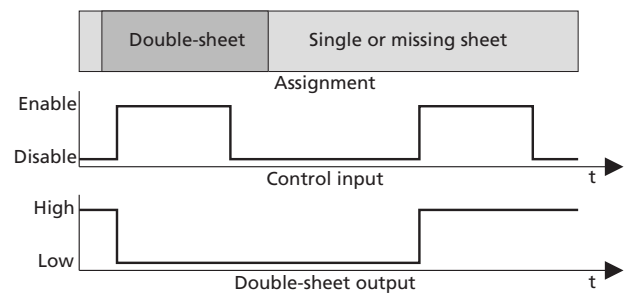 Double-sheet Single or missing sheet
Assignment
Enable
Disable
Control input t
High
Low
Double-sheet output t